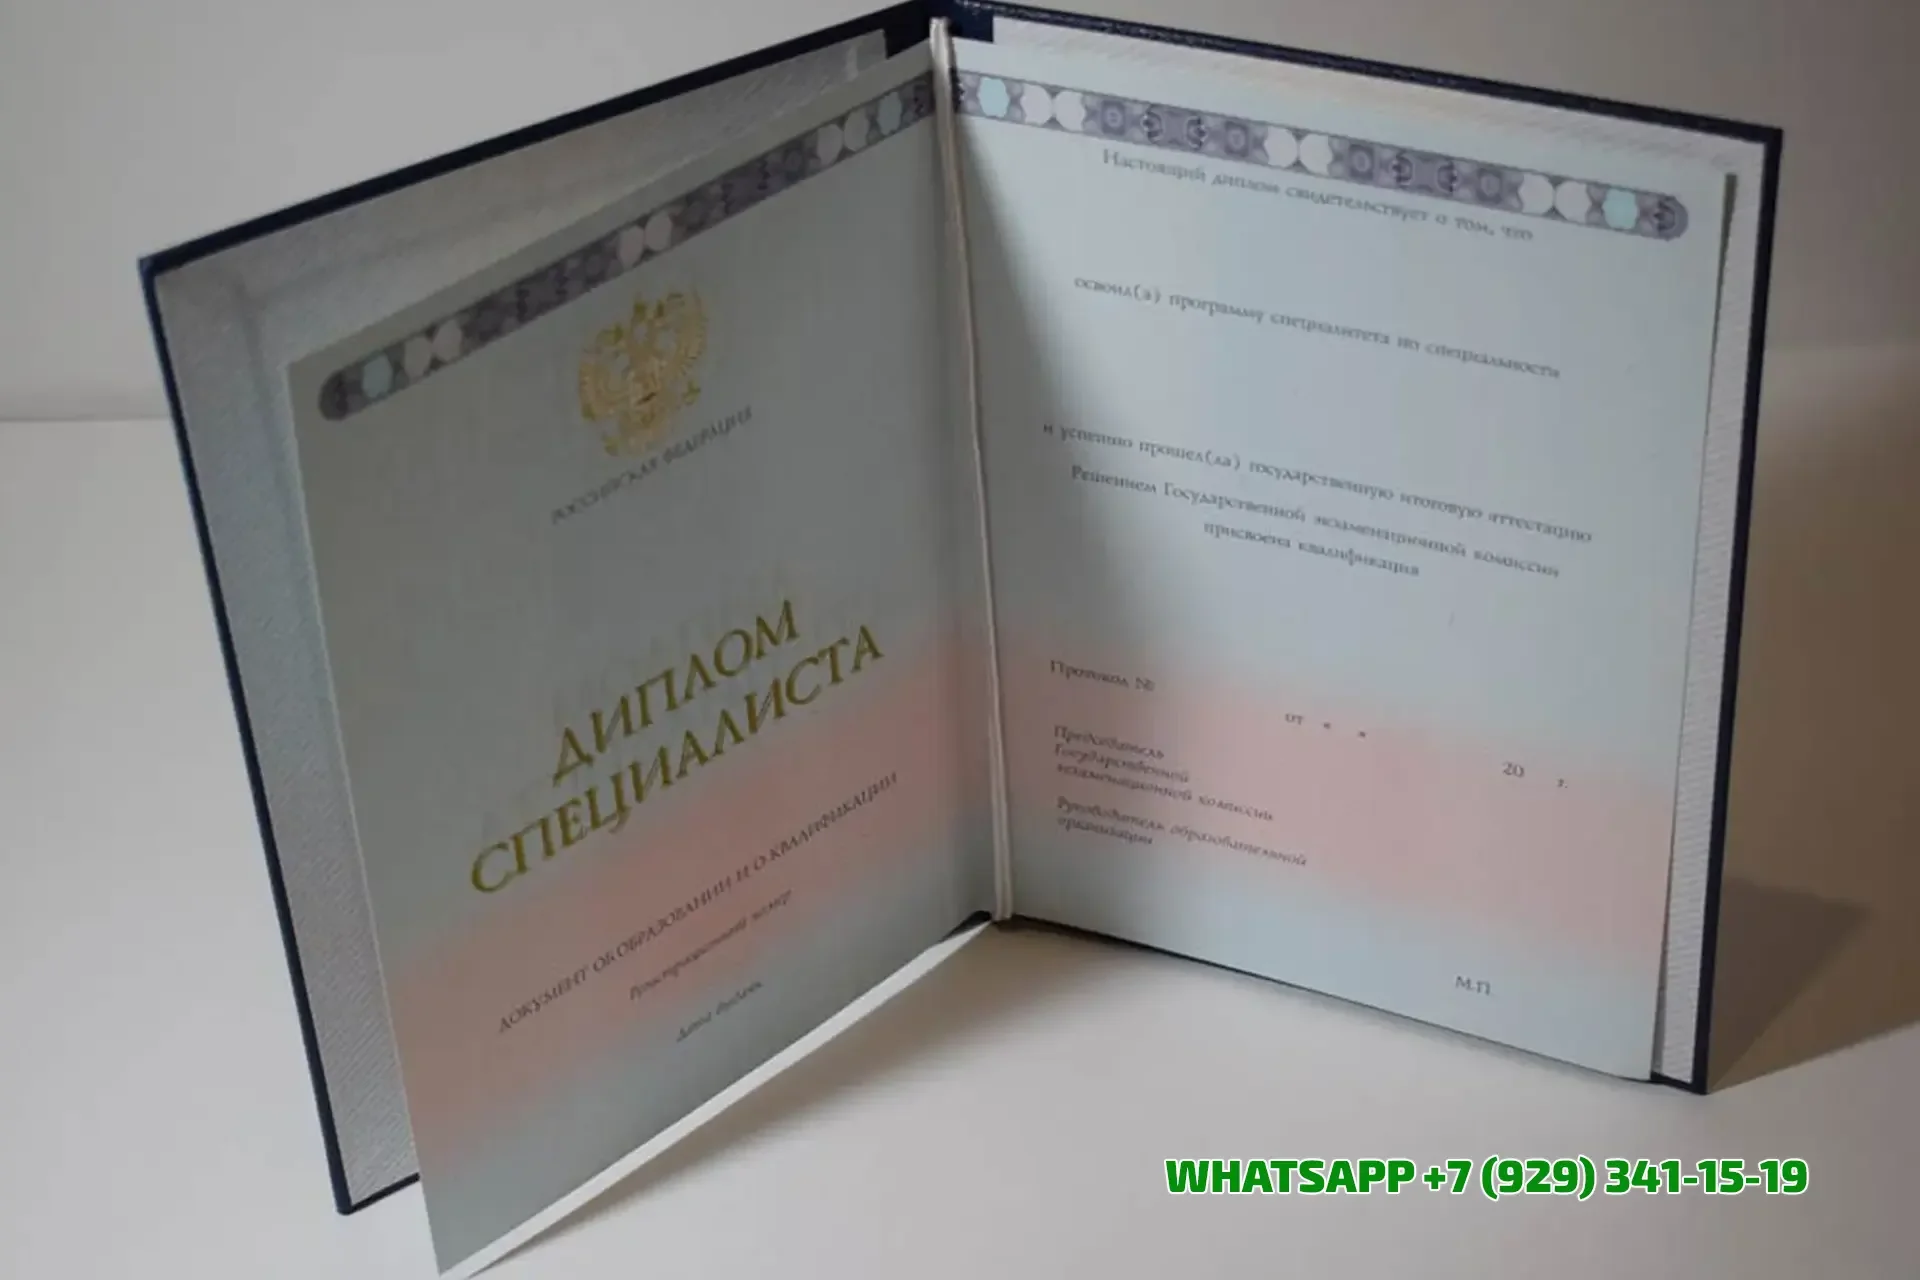 РОССИЙСКАЯ ФЕДЕРАЦИЯ
ДИПЛОМ
СПЕЦИАЛИСТА
ДОКУМЕНТ ОБ ОБРАЗОВАНИИ И О КВАЛИФИКАЦИИ
Регистрационный номер
Дата выдачи
Настоящий диплом свидетельствует о том, что
освоил(а) программу специалитета по специальности
и успешно прошел(ла) государственную итоговую аттестацию
Решением Государственной экзаменационной комиссии
присвоена квалификация
Протокол №
от « »
20 г.
Председатель
Государственной
экзаменационной комиссии
Руководитель образовательной
организации
М.П.
WHATSAPP +7 (929) 341-15-19